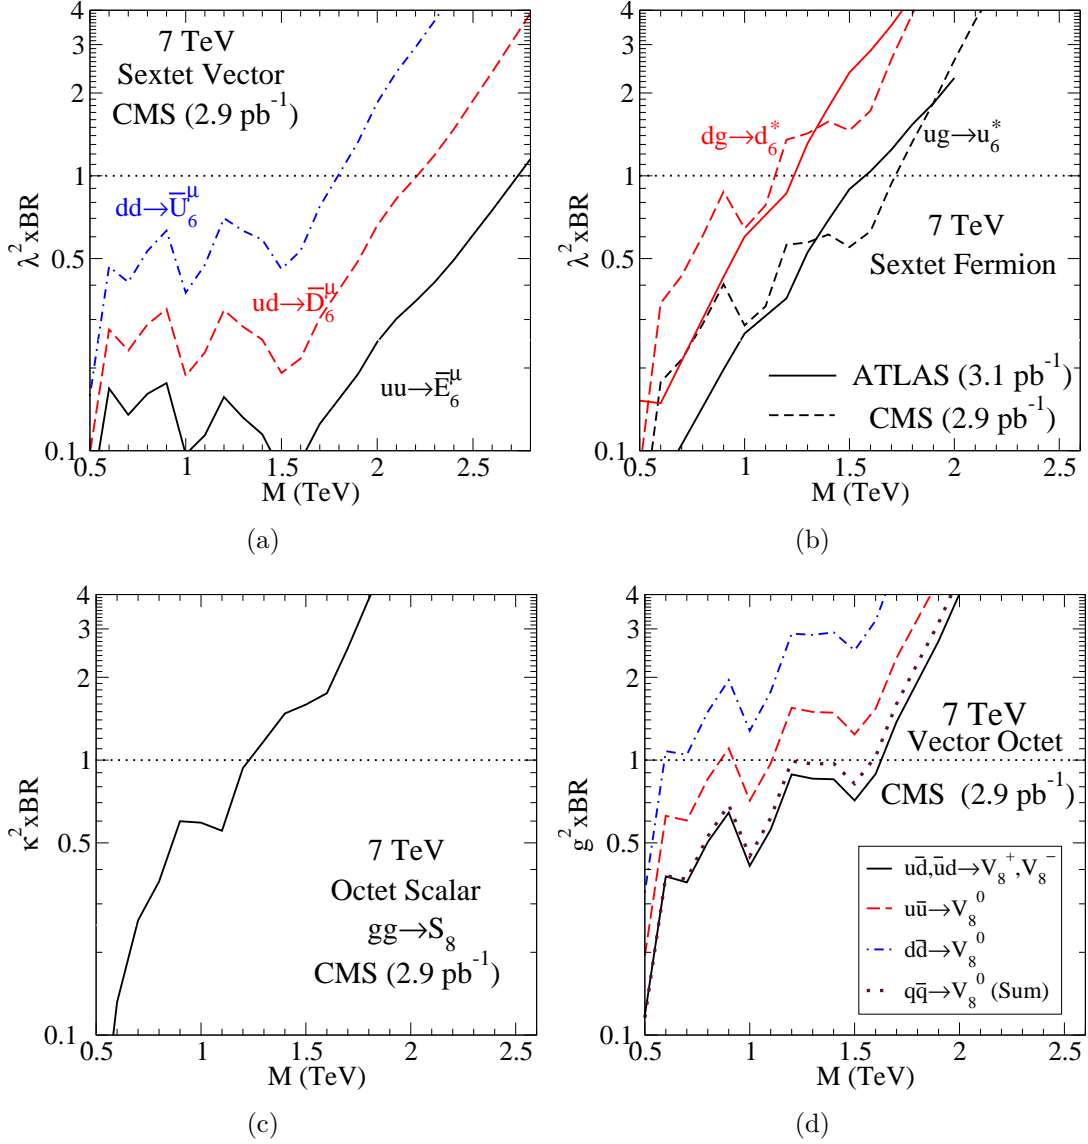 4
3
2
1
0.5
0.1
λ²xBR
7 TeV
Sextet Vector
CMS (2.9 pb⁻¹)
dd→U̅₆^μ
ud→D̅₆^μ
uu→E̅₆^μ
0.5 1 1.5 2 2.5
M (TeV)
(a)
4
3
2
1
0.5
0.1
λ²xBR
dg→d₆*
ug→u₆*
7 TeV
Sextet Fermion
ATLAS (3.1 pb⁻¹)
CMS (2.9 pb⁻¹)
0.5 1 1.5 2 2.5
M (TeV)
(b)
4
3
2
1
0.5
0.1
κ²xBR
7 TeV
Octet Scalar
gg→S₈
CMS (2.9 pb⁻¹)
0.5 1 1.5 2 2.5
M (TeV)
(c)
4
3
2
1
0.5
0.1
g²xBR
7 TeV
Vector Octet
CMS (2.9 pb⁻¹)
ud̅,u̅d→V₈⁺,V₈⁻
uu̅→V₈⁰
dd̅→V₈⁰
qq̅→V₈⁰ (Sum)
0.5 1 1.5 2 2.5
M (TeV)
(d)